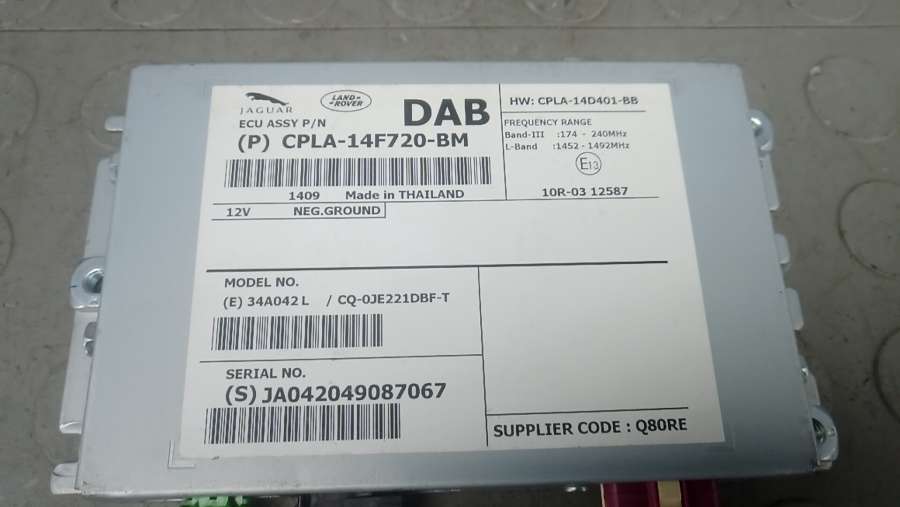 JAGUAR
LAND-
-ROVER
DAB
ECU ASSY P/N
(P) CPLA-14F720-BM
1409 Made in THAILAND
12V NEG.GROUND
HW: CPLA-14D401-BB
FREQUENCY RANGE
Band-III :174 - 240MHz
L-Band :1452 - 1492MHz
E13
10R-03 12587
MODEL NO.
(E) 34A042 L / CQ-0JE221DBF-T
SERIAL NO.
(S) JA042049087067
SUPPLIER CODE : Q80RE